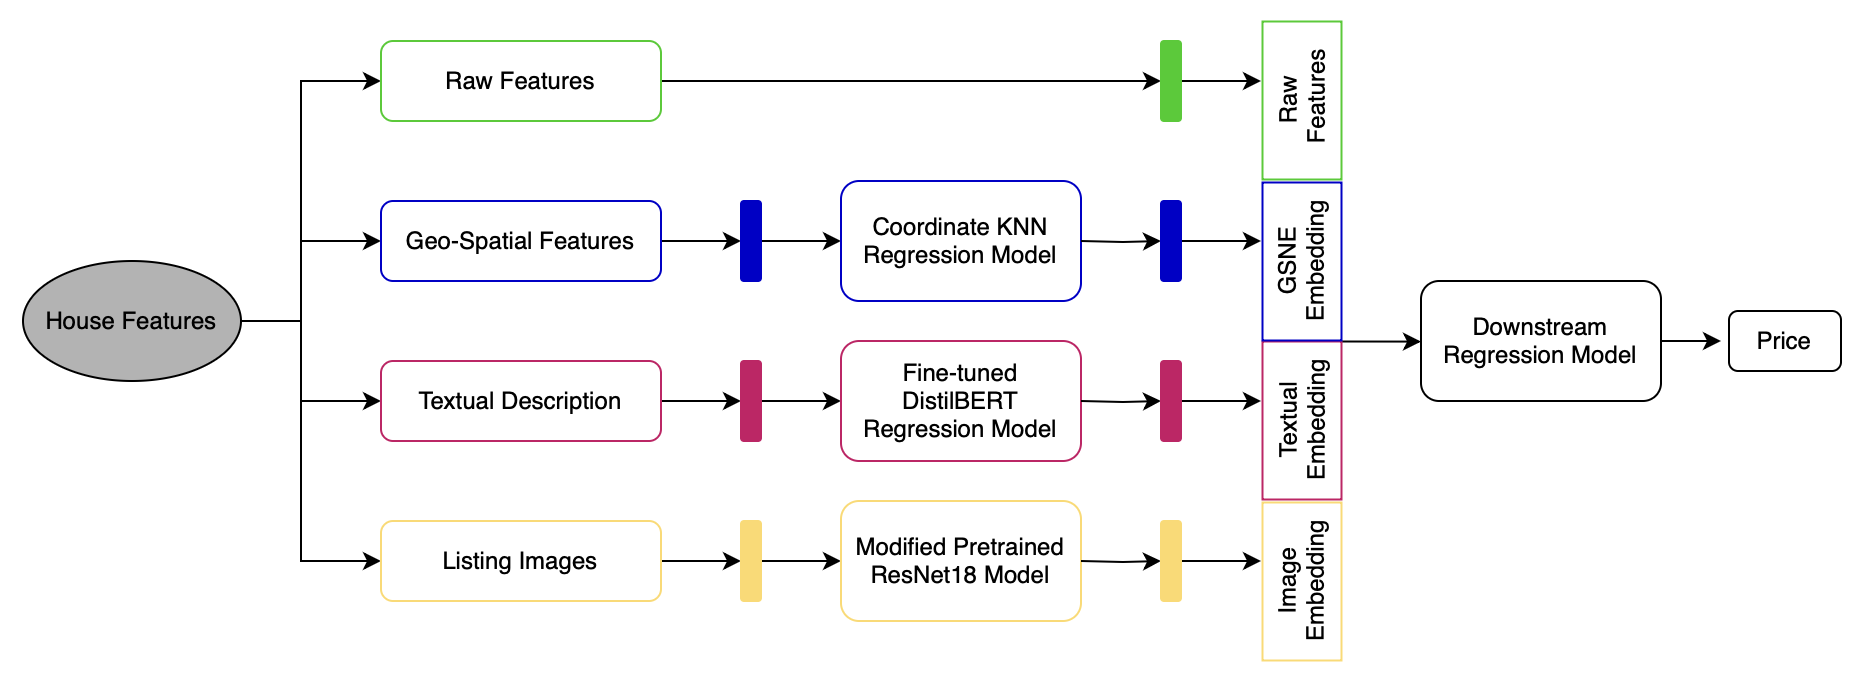 House Features
Raw Features
Geo-Spatial Features
Textual Description
Listing Images
Coordinate KNN
Regression Model
Fine-tuned
DistilBERT
Regression Model
Modified Pretrained
ResNet18 Model
Raw
Features
GSNE
Embedding
Textual
Embedding
Image
Embedding
Downstream
Regression Model
Price